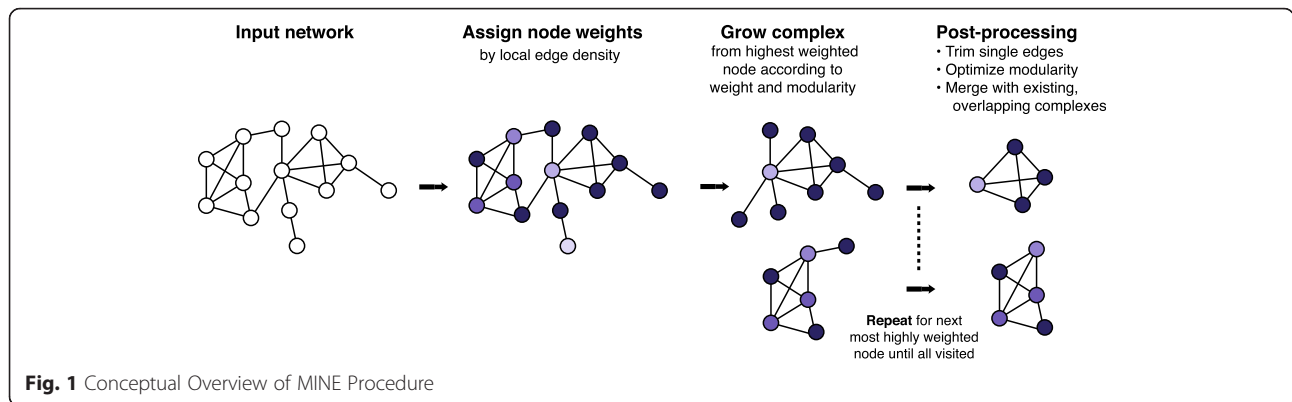 Input network
Assign node weights
by local edge density
Grow complex
from highest weighted
node according to
weight and modularity
Post-processing
• Trim single edges
• Optimize modularity
• Merge with existing,
overlapping complexes
Repeat for next
most highly weighted
node until all visited
Fig. 1 Conceptual Overview of MINE Procedure